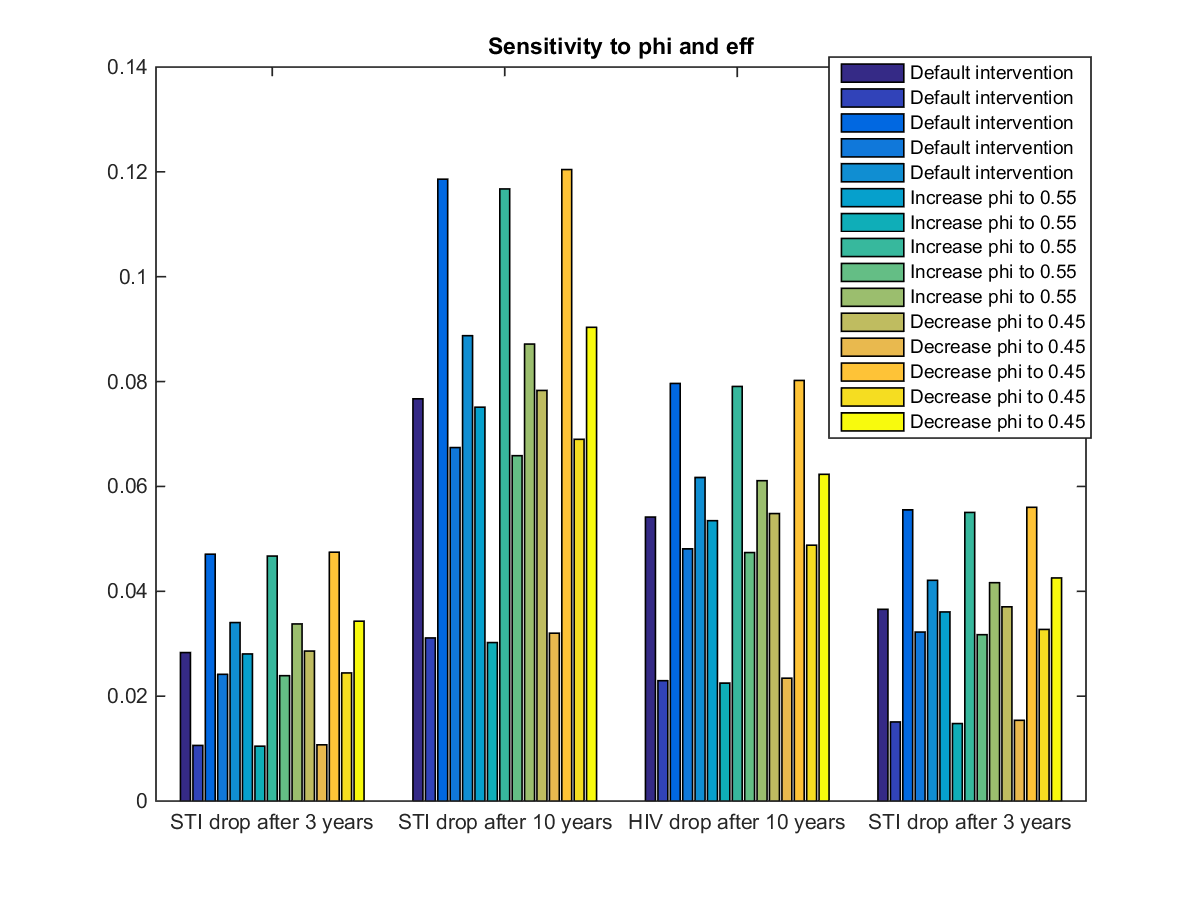 Sensitivity to phi and eff
0.14
0.12
0.1
0.08
0.06
0.04
0.02
0
STI drop after 3 years
STI drop after 10 years
HIV drop after 10 years
STI drop after 3 years
Default intervention
Default intervention
Default intervention
Default intervention
Default intervention
Increase phi to 0.55
Increase phi to 0.55
Increase phi to 0.55
Increase phi to 0.55
Increase phi to 0.55
Decrease phi to 0.45
Decrease phi to 0.45
Decrease phi to 0.45
Decrease phi to 0.45
Decrease phi to 0.45